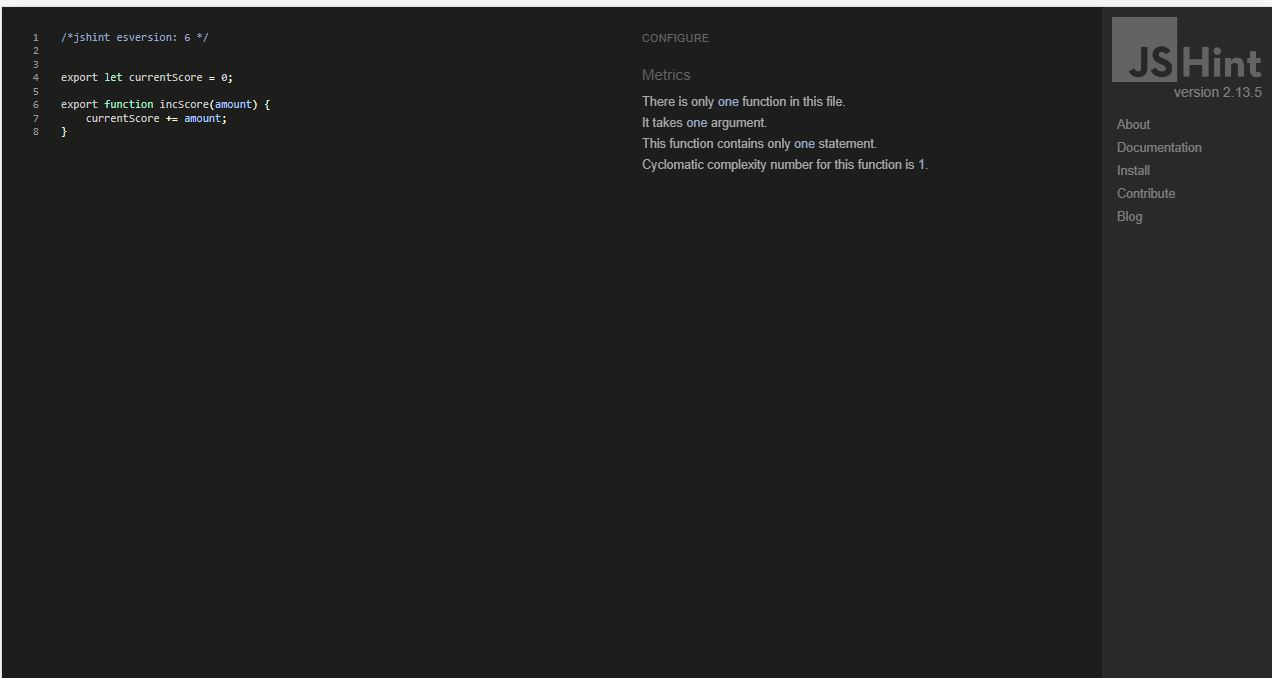 1 /*jshint esversion: 6 */
2
3
4 export let currentScore = 0;
5
6 export function incScore(amount) {
7 currentScore += amount;
8 }
CONFIGURE
Metrics
There is only one function in this file.
It takes one argument.
This function contains only one statement.
Cyclomatic complexity number for this function is 1.
JSHint
version 2.13.5
About
Documentation
Install
Contribute
Blog